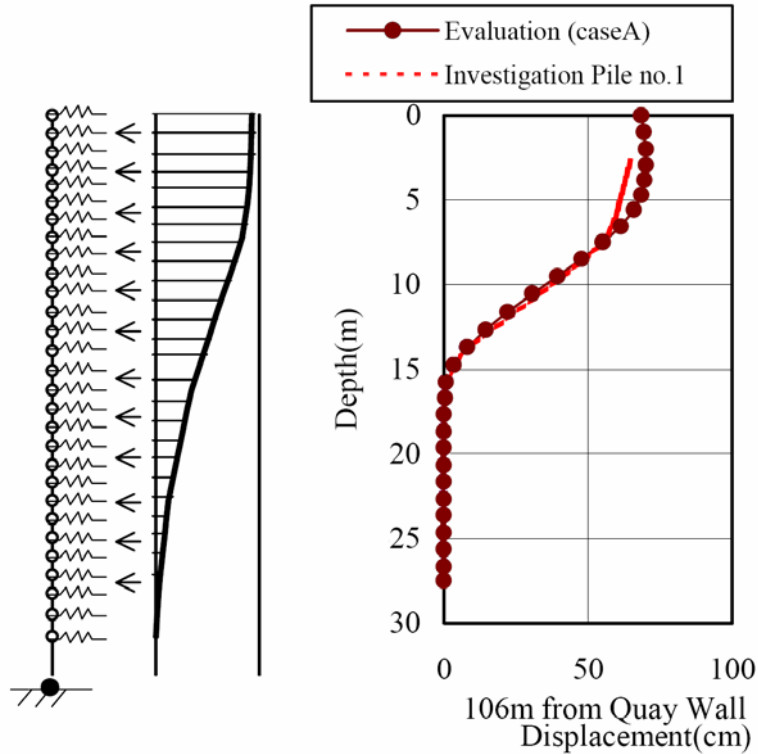 Evaluation (caseA)
Investigation Pile no.1
0
5
10
15
20
25
30
Depth(m)
0 50 100
106m from Quay Wall
Displacement(cm)